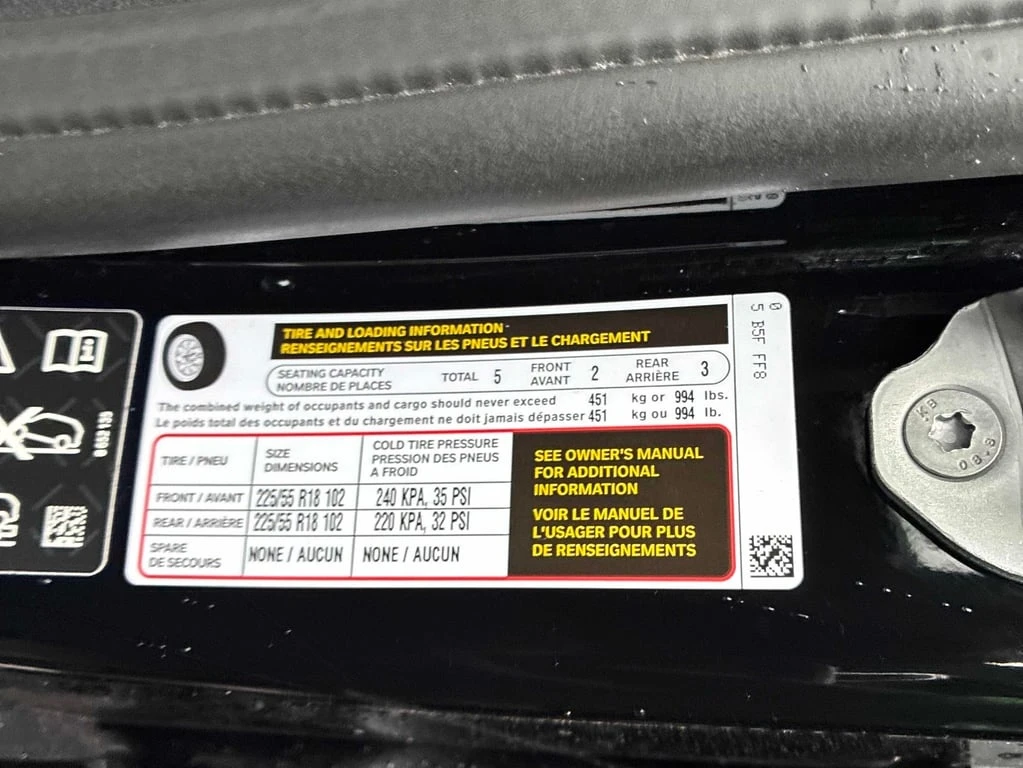 TIRE AND LOADING INFORMATION
RENSEIGNEMENTS SUR LES PNEUS ET LE CHARGEMENT
SEATING CAPACITY
NOMBRE DE PLACES
TOTAL 5
FRONT
AVANT 2
REAR
ARRIÈRE 3
The combined weight of occupants and cargo should never exceed 451 kg or 994 lbs.
Le poids total des occupants et du chargement ne doit jamais dépasser 451 kg ou 994 lb.
TIRE / PNEU
SIZE
DIMENSIONS
COLD TIRE PRESSURE
PRESSION DES PNEUS
A FROID
FRONT / AVANT 225/55 R18 102 240 KPA, 35 PSI
REAR / ARRIÈRE 225/55 R18 102 220 KPA, 32 PSI
SPARE
DE SECOURS
NONE / AUCUN NONE / AUCUN
SEE OWNER'S MANUAL
FOR ADDITIONAL
INFORMATION
VOIR LE MANUEL DE
L'USAGER POUR PLUS
DE RENSEIGNEMENTS
0
5 B5F FF8
KB
08.8